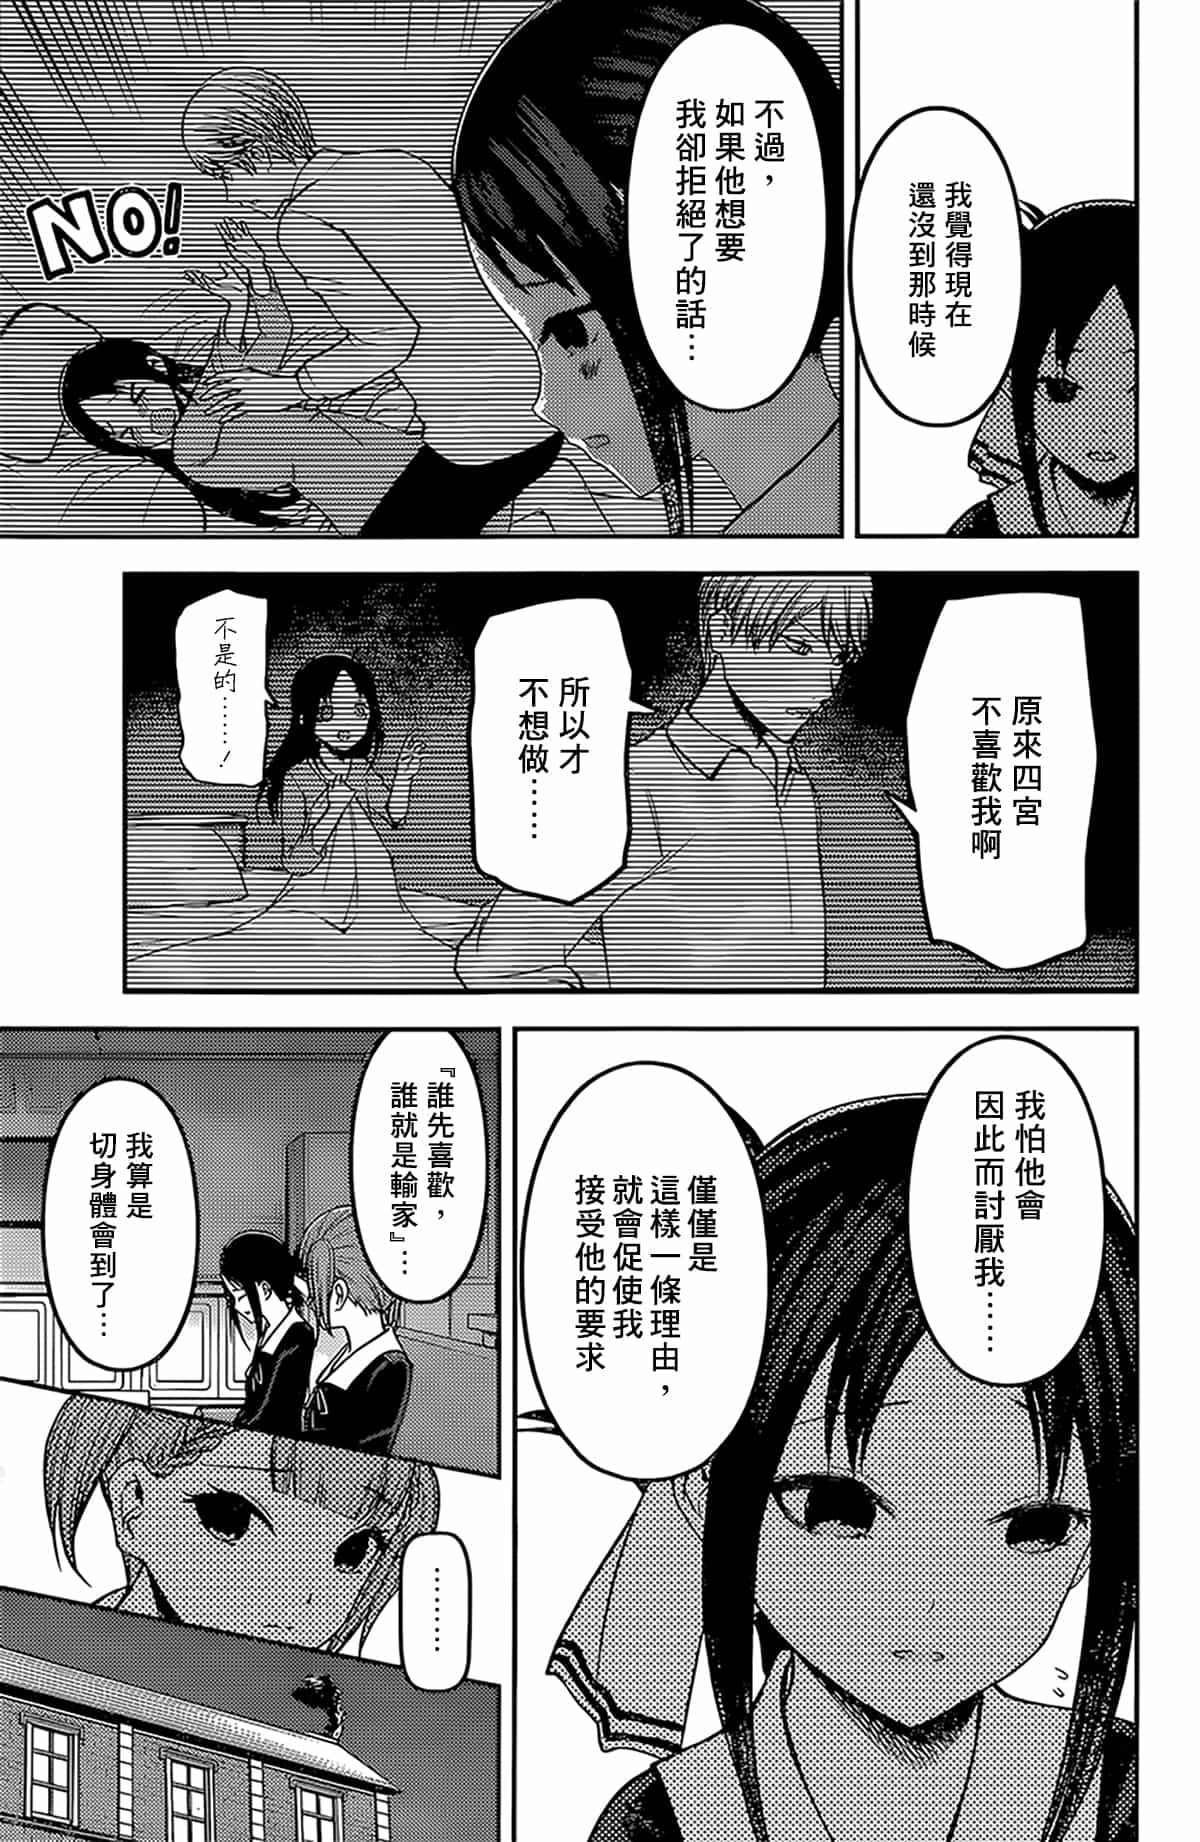 我覺得現在
還沒到那時候
不過，
如果他想要
我卻拒絕了的話…
NO!
原來四宮
不喜歡我啊
所以才
不想做……
不是的……！
我怕他會
因此而討厭我……
僅僅是
這樣一條理由，
就會促使我
接受他的要求
『誰先喜歡，
誰就是輸家』…
我算是
切身體會到了…
………